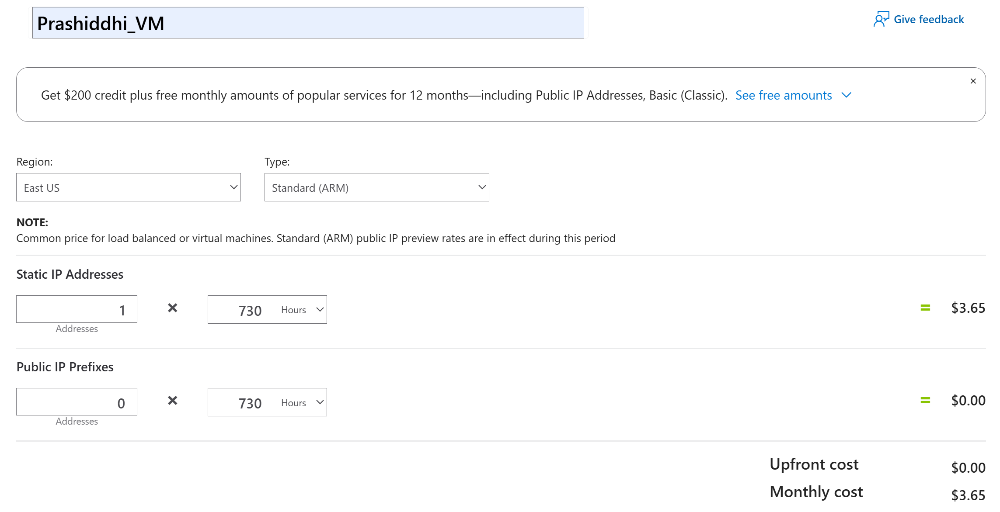 Prashiddhi_VM
Give feedback
×
Get $200 credit plus free monthly amounts of popular services for 12 months—including Public IP Addresses, Basic (Classic). See free amounts
Region:
Type:
East US
Standard (ARM)
NOTE:
Common price for load balanced or virtual machines. Standard (ARM) public IP preview rates are in effect during this period
Static IP Addresses
1 × 730 Hours = $3.65
Addresses
Public IP Prefixes
0 × 730 Hours = $0.00
Addresses
Upfront cost $0.00
Monthly cost $3.65